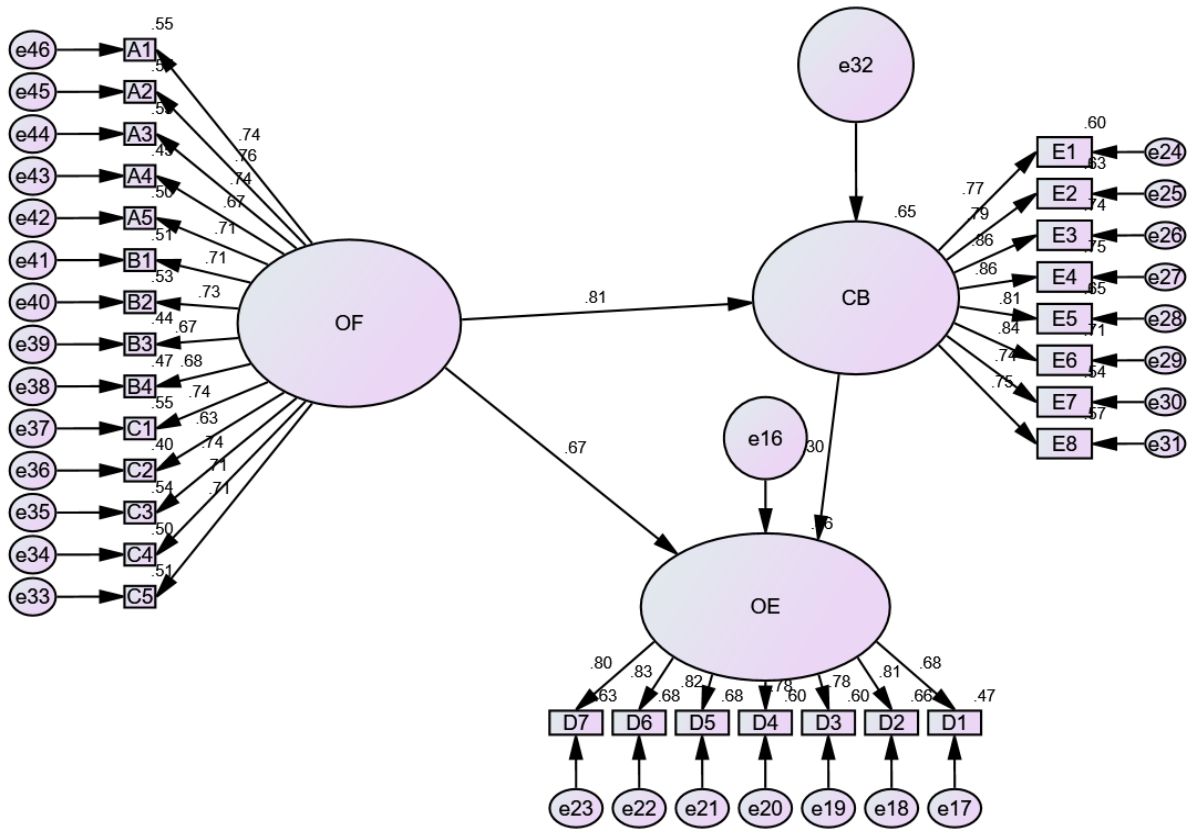 .55
e46 A1
e45 A2
e44 A3
e43 A4
.50
e42 A5
.51
e41 B1
.53
e40 B2
.44
e39 B3
.47
e38 B4
.55
e37 C1
.40
e36 C2
.54
e35 C3
.50
e34 C4
.51
e33 C5
.74
.76
.74
.67
.71
.71
.73
.67
.68
.74
.63
.74
.71
.71
OF
.81
.67
e32
.65
CB
.77
.79
.86
.86
.81
.84
.74
.75
.60
E1 e24
.63
E2 e25
.74
E3 e26
.75
E4 e27
.65
E5 e28
.71
E6 e29
.54
E7 e30
.57
E8 e31
e16
.30
OE
.80 .83 .82 .78 .78 .81 .68
.63 .68 .68 .60 .60 .66 .47
D7 D6 D5 D4 D3 D2 D1
e23 e22 e21 e20 e19 e18 e17